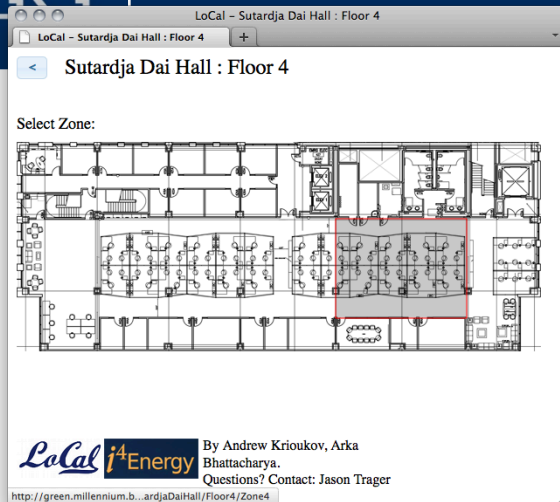 LoCal - Sutardja Dai Hall : Floor 4
LoCal - Sutardja Dai Hall : Floor 4
+
<
Sutardja Dai Hall : Floor 4
Select Zone:
LoCal
i4Energy
By Andrew Krioukov, Arka
Bhattacharya.
Questions? Contact: Jason Trager
http://green.millennium.b...ardjaDaiHall/Floor4/Zone4